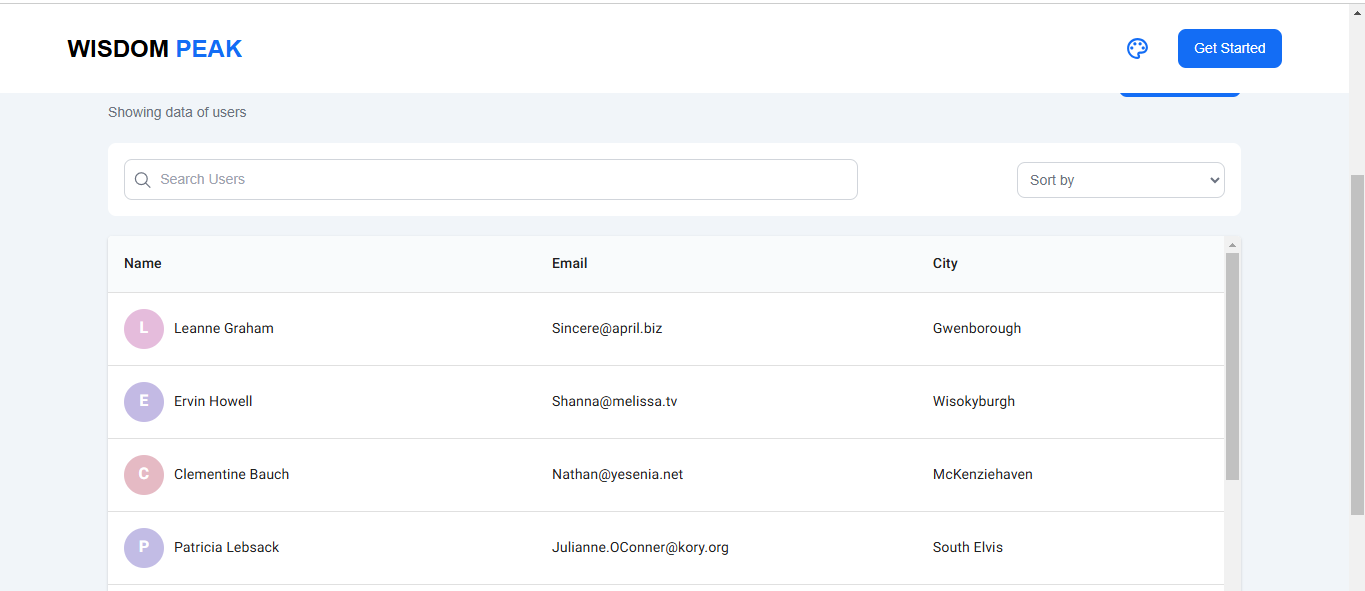 WISDOM PEAK
Get Started
Showing data of users
Search Users
Sort by
Name Email City
L Leanne Graham Sincere@april.biz Gwenborough
E Ervin Howell Shanna@melissa.tv Wisokyburgh
C Clementine Bauch Nathan@yesenia.net McKenziehaven
P Patricia Lebsack Julianne.OConner@kory.org South Elvis